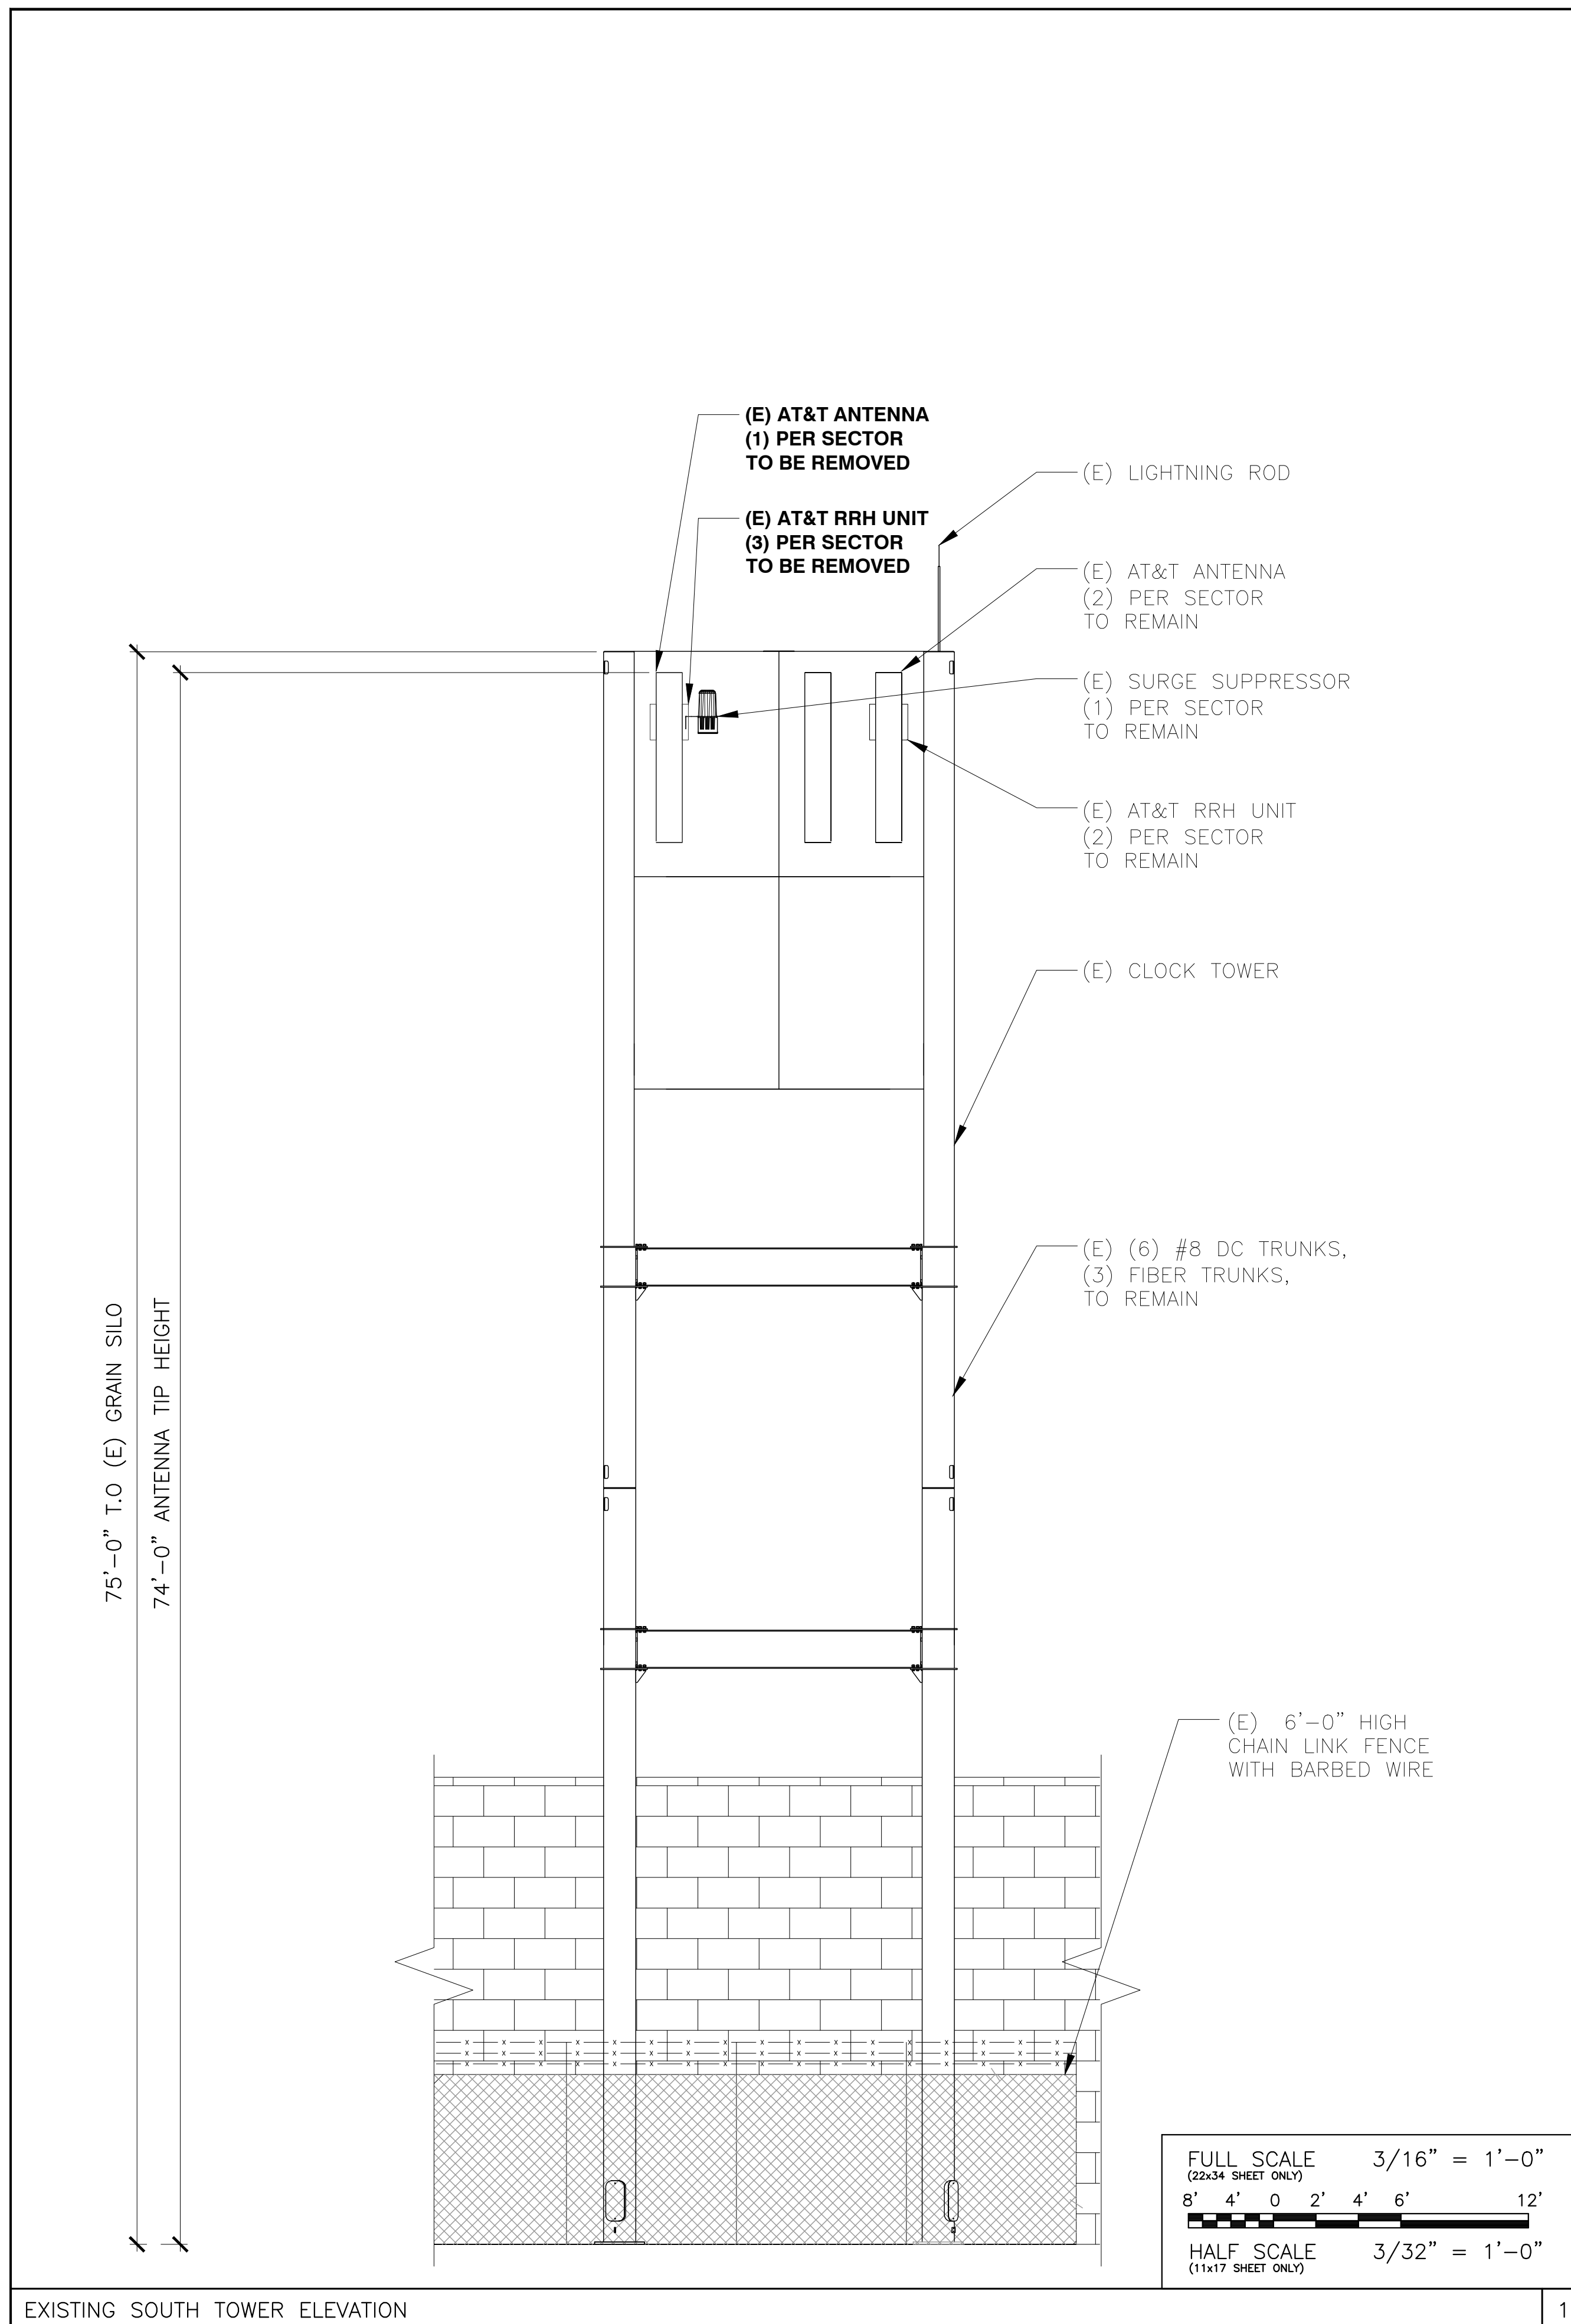 (E) AT&T ANTENNA
(1) PER SECTOR
TO BE REMOVED
(E) AT&T RRH UNIT
(3) PER SECTOR
TO BE REMOVED
(E) LIGHTNING ROD
(E) AT&T ANTENNA
(2) PER SECTOR
TO REMAIN
(E) SURGE SUPPRESSOR
(1) PER SECTOR
TO REMAIN
(E) AT&T RRH UNIT
(2) PER SECTOR
TO REMAIN
(E) CLOCK TOWER
(E) (6) #8 DC TRUNKS,
(3) FIBER TRUNKS,
TO REMAIN
75'-0" T.O (E) GRAIN SILO
74'-0" ANTENNA TIP HEIGHT
(E) 6'-0" HIGH
CHAIN LINK FENCE
WITH BARBED WIRE
x x x x x x x x x x x x x x x x
x x x x x x x x x x x x x x x x
x x x x x x x x x x x x x x x x
FULL SCALE 3/16" = 1'-0"
(22x34 SHEET ONLY)
8' 4' 0 2' 4' 6' 12'
HALF SCALE 3/32" = 1'-0"
(11x17 SHEET ONLY)
EXISTING SOUTH TOWER ELEVATION 1